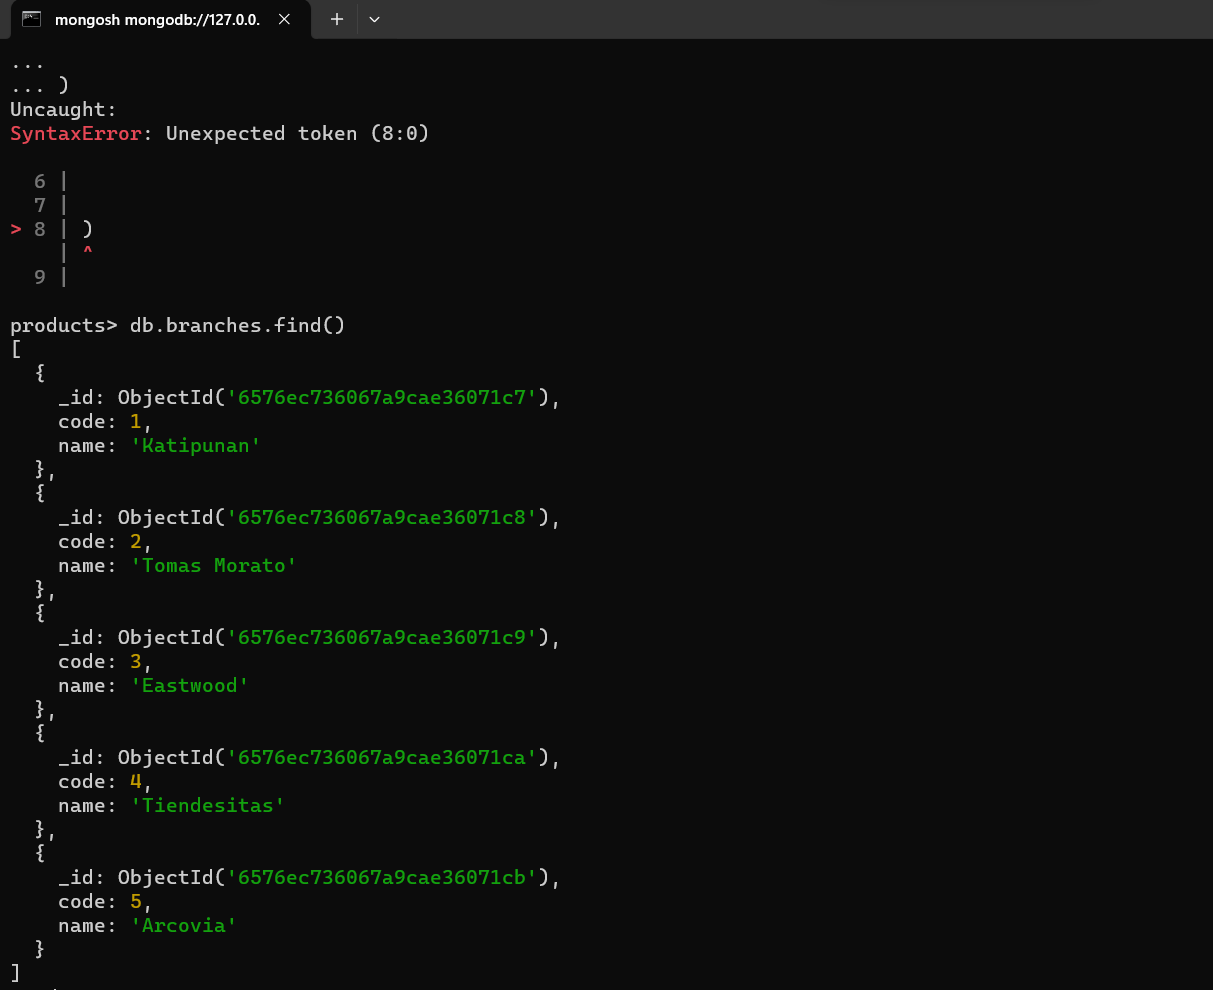 mongosh mongodb://127.0.0.
...
... )
Uncaught:
SyntaxError: Unexpected token (8:0)
  6 |
  7 |
> 8 | )
    | ^
  9 |
products> db.branches.find()
[
  {
    _id: ObjectId('6576ec736067a9cae36071c7'),
    code: 1,
    name: 'Katipunan'
  },
  {
    _id: ObjectId('6576ec736067a9cae36071c8'),
    code: 2,
    name: 'Tomas Morato'
  },
  {
    _id: ObjectId('6576ec736067a9cae36071c9'),
    code: 3,
    name: 'Eastwood'
  },
  {
    _id: ObjectId('6576ec736067a9cae36071ca'),
    code: 4,
    name: 'Tiendesitas'
  },
  {
    _id: ObjectId('6576ec736067a9cae36071cb'),
    code: 5,
    name: 'Arcovia'
  }
]